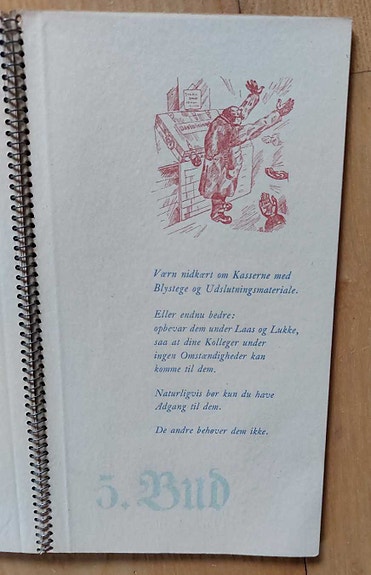 Værn nidkært om Kasserne med
Blystege og Udslutningsmateriale.
Eller endnu bedre:
opbevar dem under Laas og Lukke,
saa at dine Kolleger under
ingen Omstændigheder kan
komme til dem.
Naturligvis bør kun du have
Adgang til dem.
De andre behøver dem ikke.
5. Bud